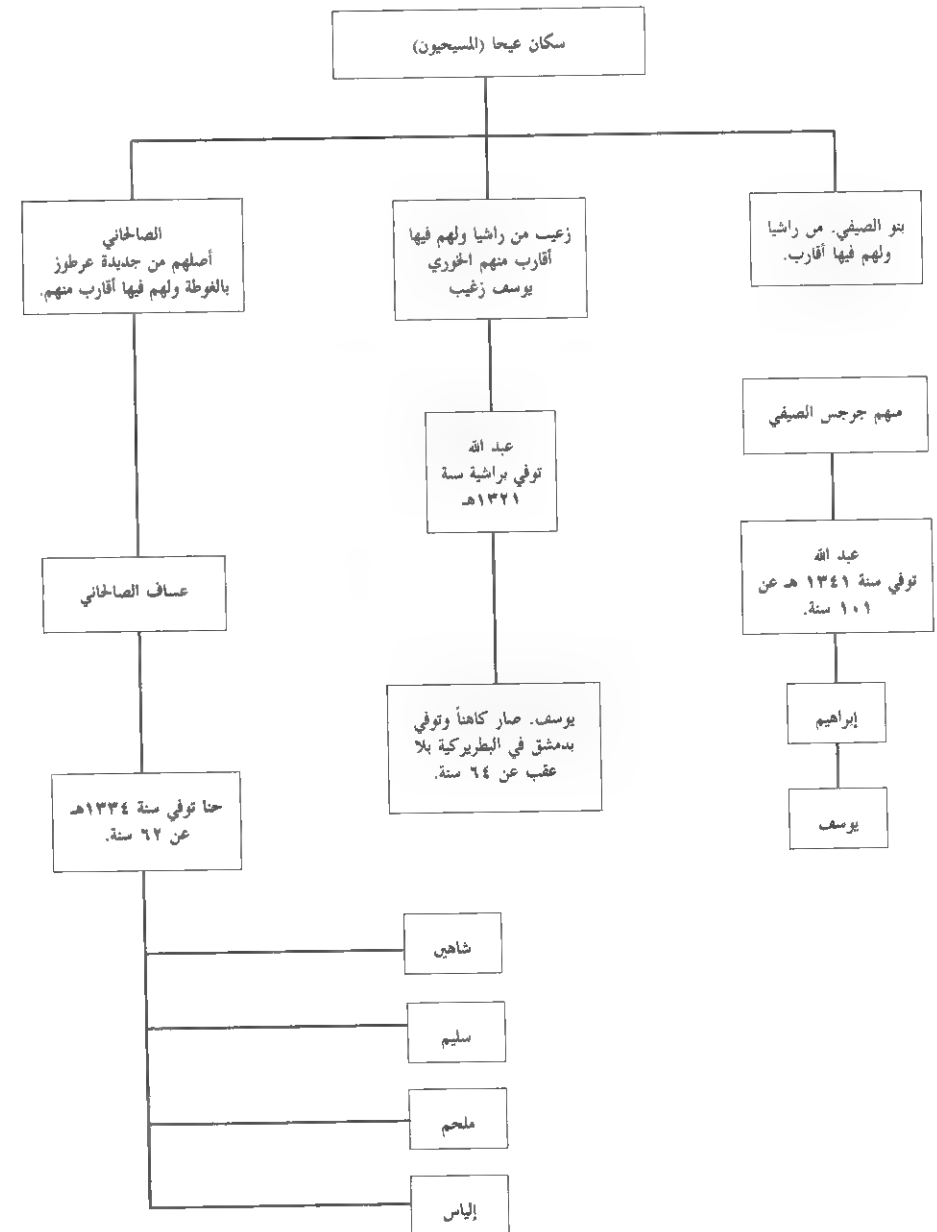 سكان عيحا (المسيحيون)
بنو الصيفي. من راشيا
ولهم فيها أقارب.
منهم جرجس الصيفي
عبد الله
توفي سنة ١٣٤١ هـ عن
١٠١ سنة.
إبراهيم
يوسف
زعيب من راشيا ولهم فيها
أقارب منهم الخوري
يوسف زغيب
عبد الله
توفي براشية سنة
١٣٢١هـ
يوسف. صار كاهناً وتوفي
بدمشق في البطريركية بلا
عقب عن ٦٤ سنة.
الصالحاني
أصلهم من جديدة عرطوز
بالغوطة ولهم فيها أقارب منهم.
عساف الصالحاني
حنا توفي سنة ١٣٣٤هـ
عن ٦٢ سنة.
شاهين
سليم
ملحم
إلياس